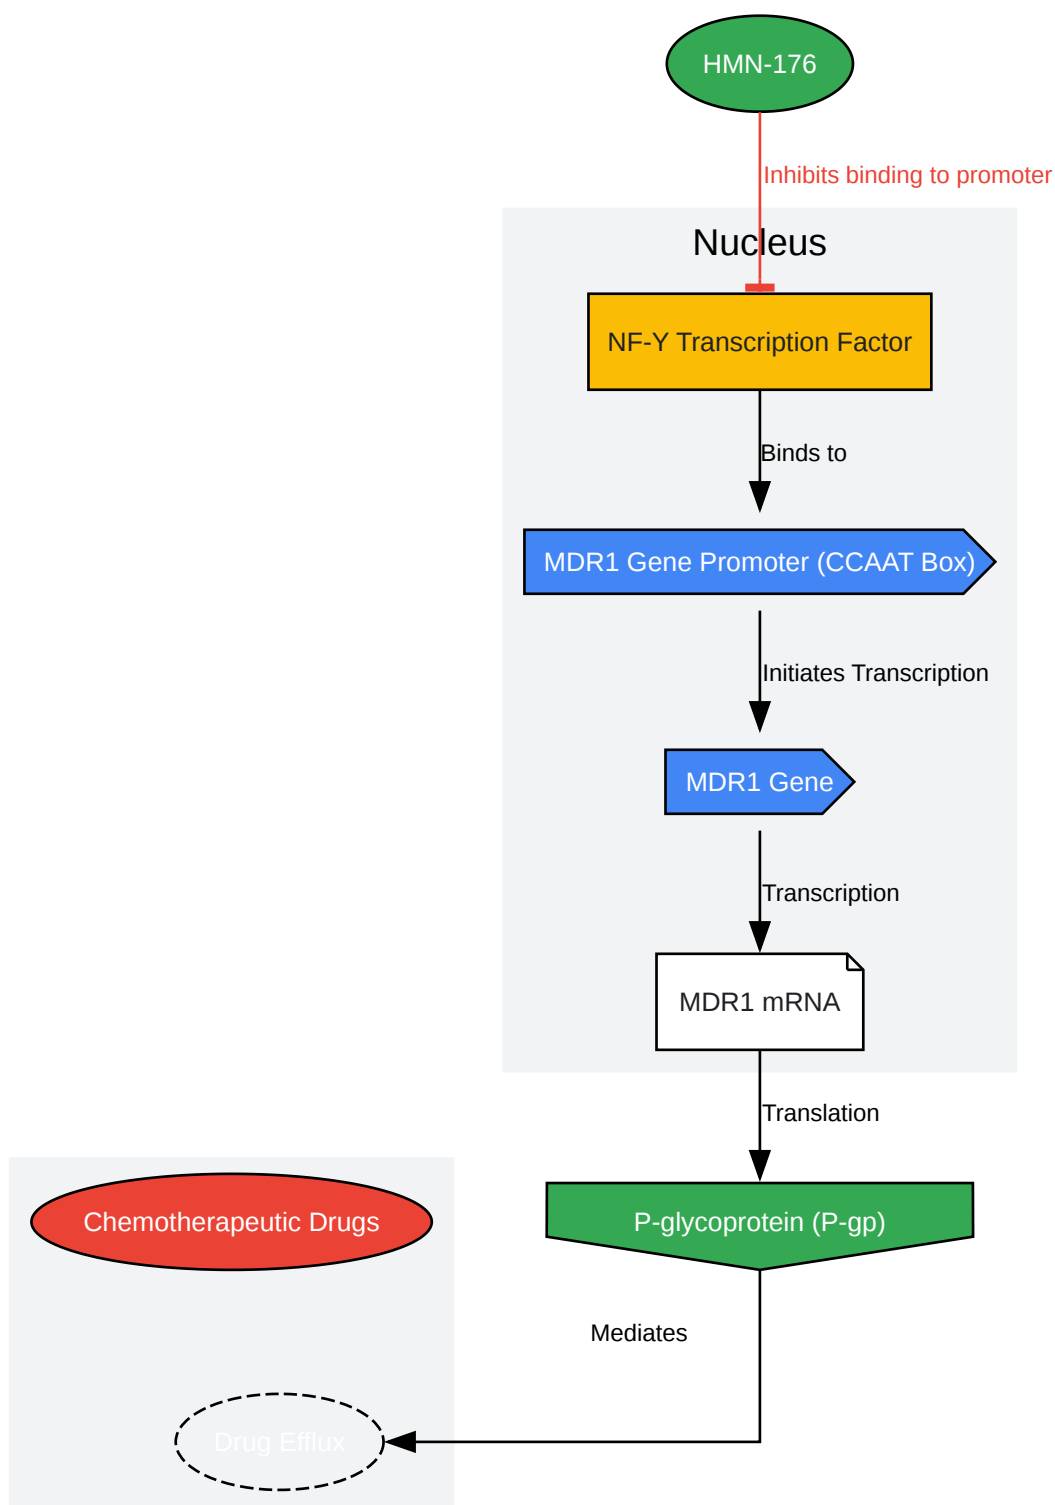 HMN-176
Inhibits binding to promoter
Nucleus
NF-Y Transcription Factor
Binds to
MDR1 Gene Promoter (CCAAT Box)
Initiates Transcription
MDR1 Gene
Transcription
MDR1 mRNA
Translation
Chemotherapeutic Drugs
P-glycoprotein (P-gp)
Mediates
Drug Efflux